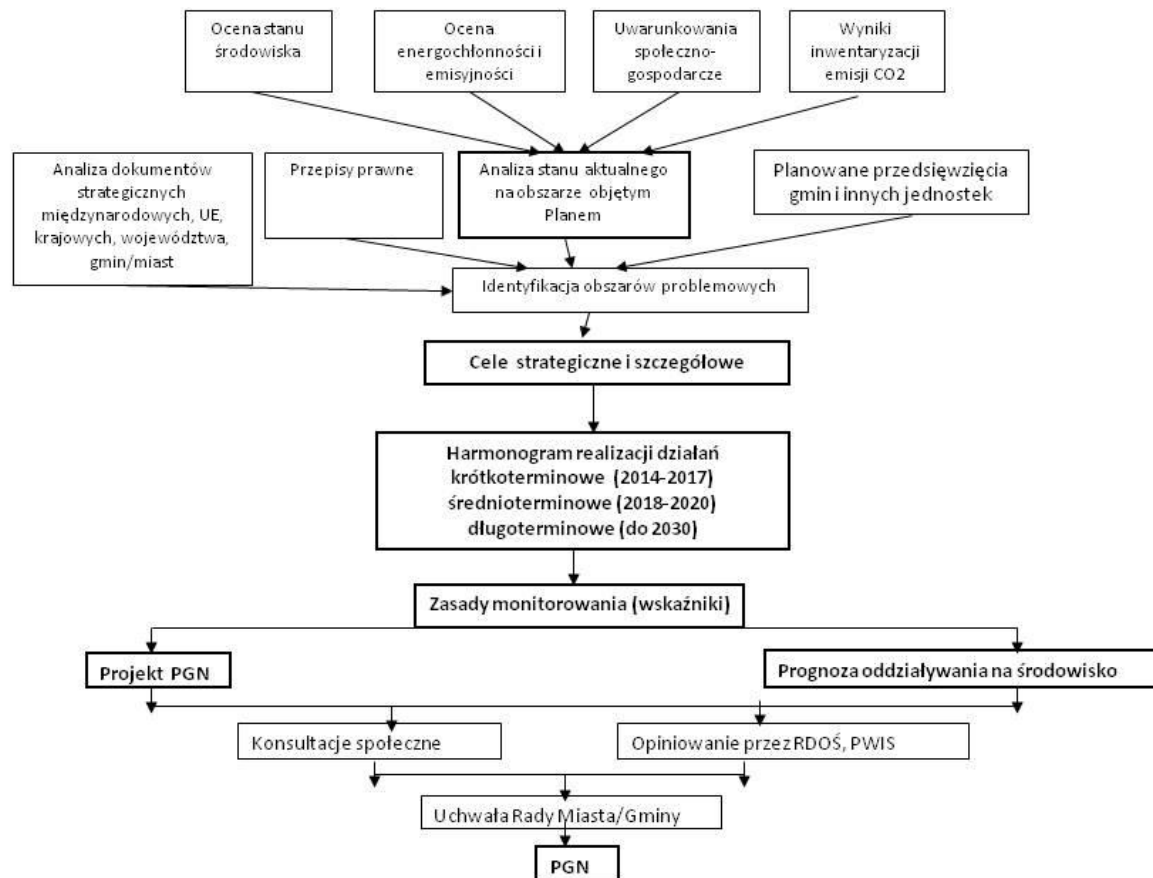 Ocena stanu
środowiska
Ocena
energochłonności i
emisyjności
Uwarunkowania
społeczno-
gospodarcze
Wyniki
inwentaryzacji
emisji CO2
Analiza dokumentów
strategicznych
międzynarodowych, UE,
krajowych, województwa,
gmin/miast
Przepisy prawne
Analiza stanu aktualnego
na obszarze objętym
Planem
Planowane przedsięwzięcia
gmin i innych jednostek
Identyfikacja obszarów problemowych
Cele strategiczne i szczegółowe
Harmonogram realizacji działań
krótkoterminowe (2014-2017)
średnioterminowe (2018-2020)
długoterminowe (do 2030)
Zasady monitorowania (wskaźniki)
Projekt PGN
Prognoza oddziaływania na środowisko
Konsultacje społeczne
Opiniowanie przez RDOŚ, PWIS
Uchwała Rady Miasta/Gminy
PGN